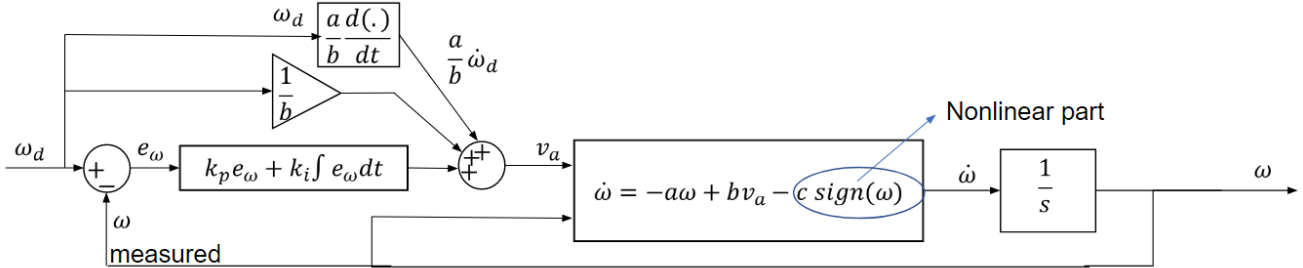 ω_d
a/b d(.)/dt
a/b ω̇_d
1/b
Nonlinear part
ω_d
+
−
e_ω
k_p e_ω + k_i ∫ e_ω dt
+
+
+
v_a
ω̇ = −aω + bv_a − c sign(ω)
ω̇
1/s
ω
ω
measured